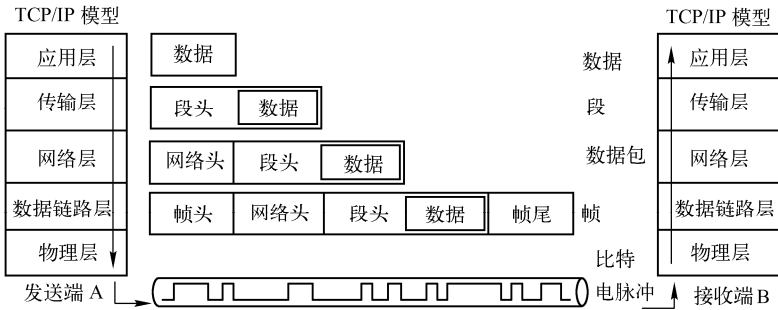 TCP/IP 模型
TCP/IP 模型
应用层
数据
数据
应用层
传输层
段头
数据
段
传输层
网络层
网络头
段头
数据
数据包
网络层
数据链路层
帧头
网络头
段头
数据
帧尾
帧
数据链路层
物理层
比特
物理层
发送端 A
电脉冲
接收端 B